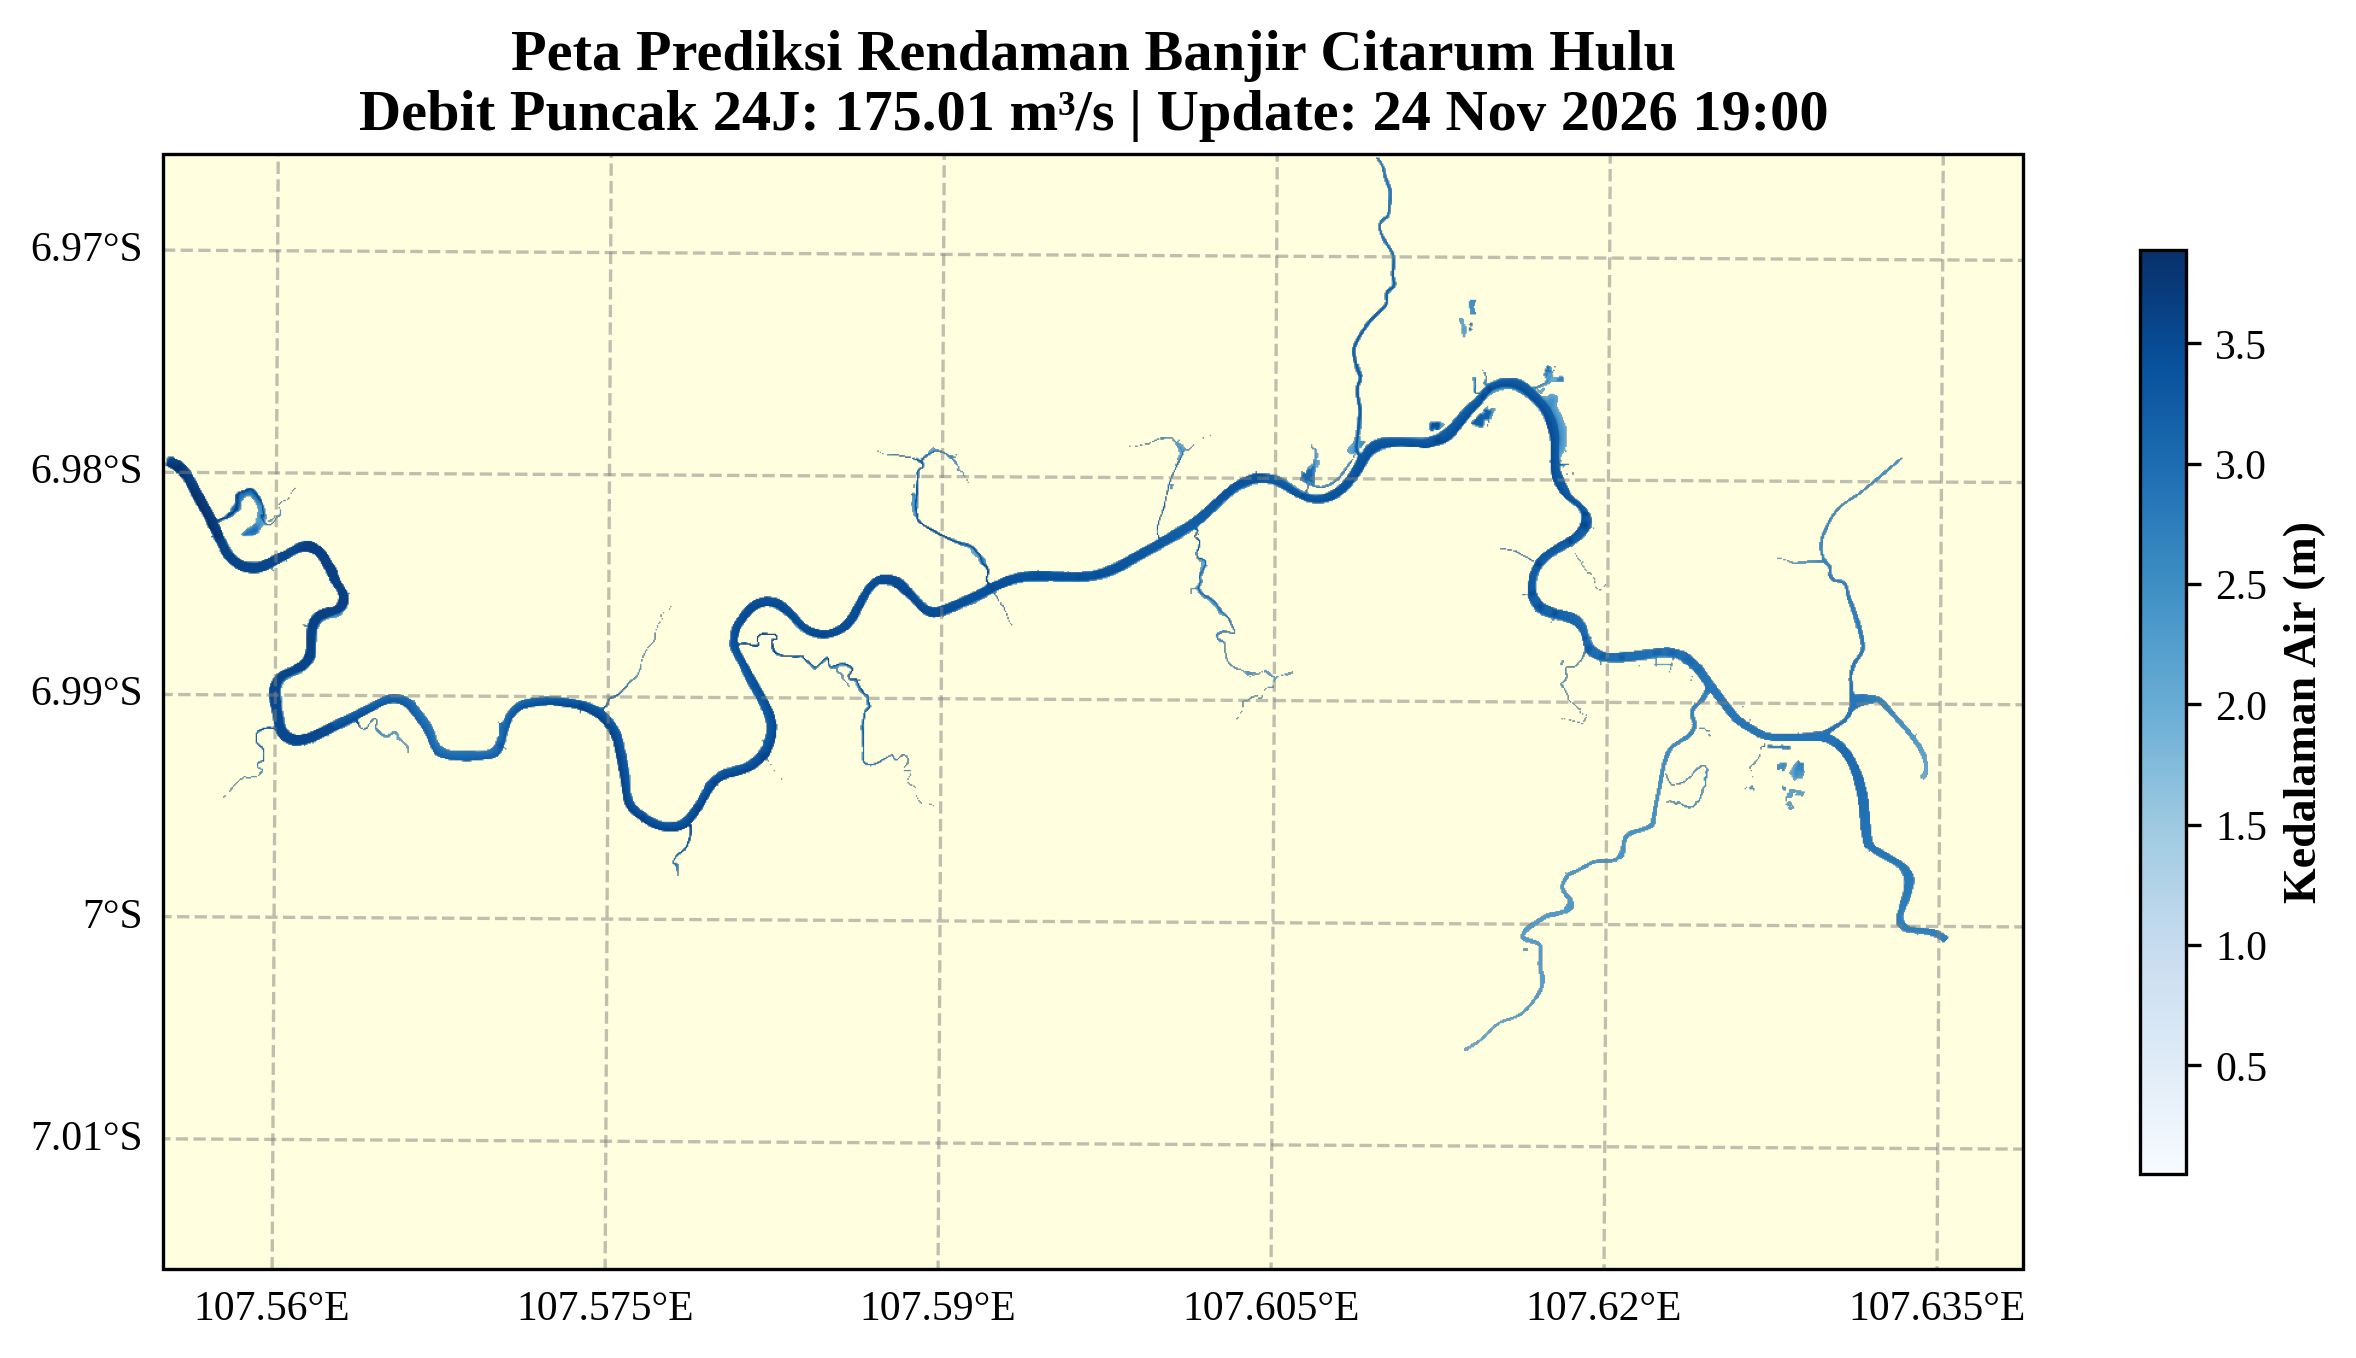 Peta Prediksi Rendaman Banjir Citarum Hulu
Debit Puncak 24J: 175.01 m³/s | Update: 24 Nov 2026 19:00
6.97°S
6.98°S
6.99°S
7°S
7.01°S
107.56°E
107.575°E
107.59°E
107.605°E
107.62°E
107.635°E
3.5
3.0
2.5
2.0
1.5
1.0
0.5
Kedalaman Air (m)